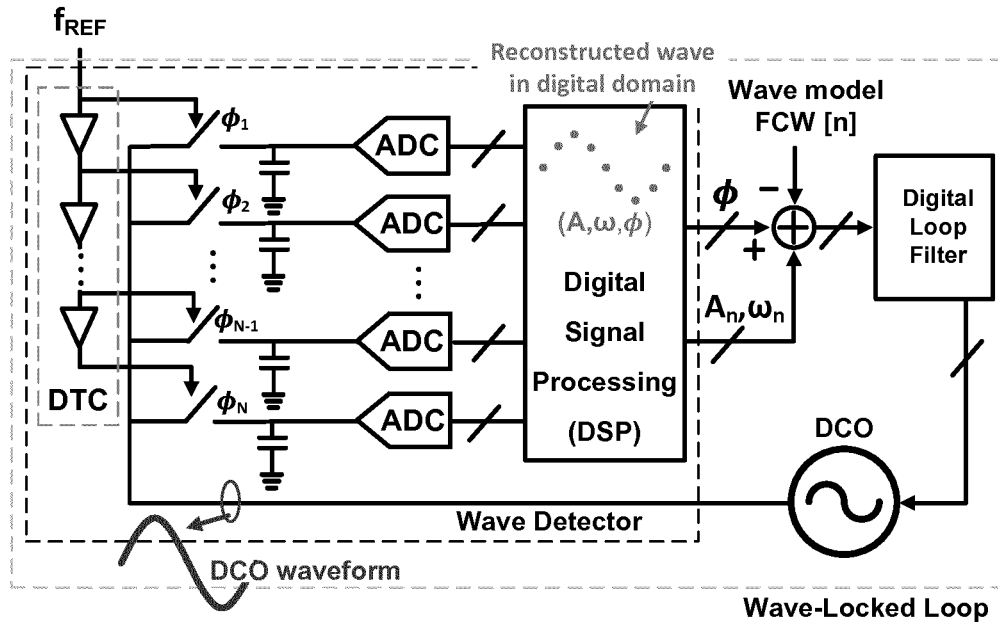 fREF
Reconstructed wave
in digital domain
Wave model
FCW [n]
ϕ1
ADC
ϕ2
ADC
(A,ω,ϕ)
ϕ
−
+
Digital
Loop
Filter
Digital
Signal
Processing
(DSP)
An,ωn
ϕN-1
ADC
DTC
ϕN
ADC
DCO
Wave Detector
DCO waveform
Wave-Locked Loop